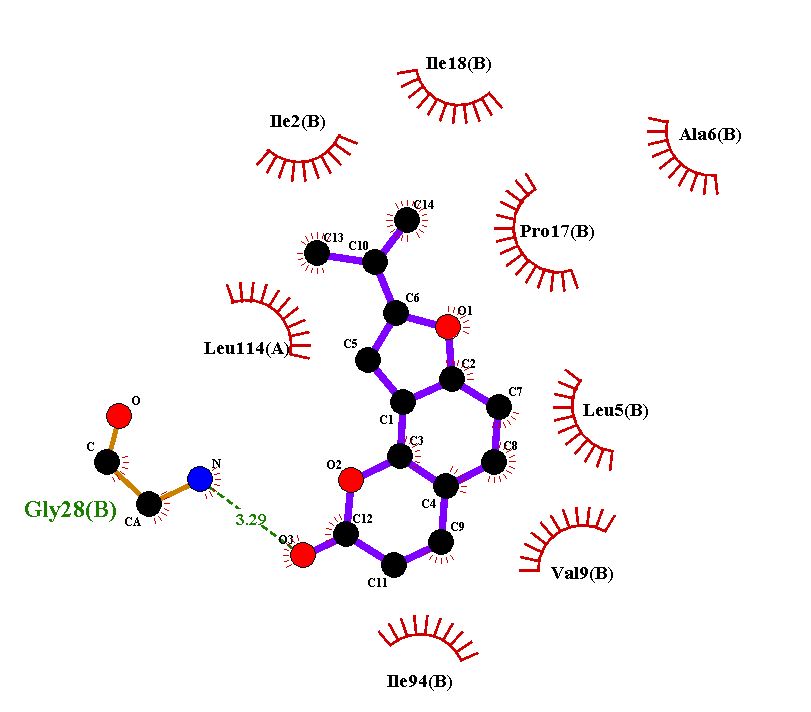 Ile18(B)
Ile2(B)
Ala6(B)
C14
Pro17(B)
C13
C10
C6
O1
C5
Leu114(A)
C2
C7
O
C1
Leu5(B)
C3
C8
C
N
O2
C4
Gly28(B)
CA
3.29
C12
C9
O3
Val9(B)
C11
Ile94(B)